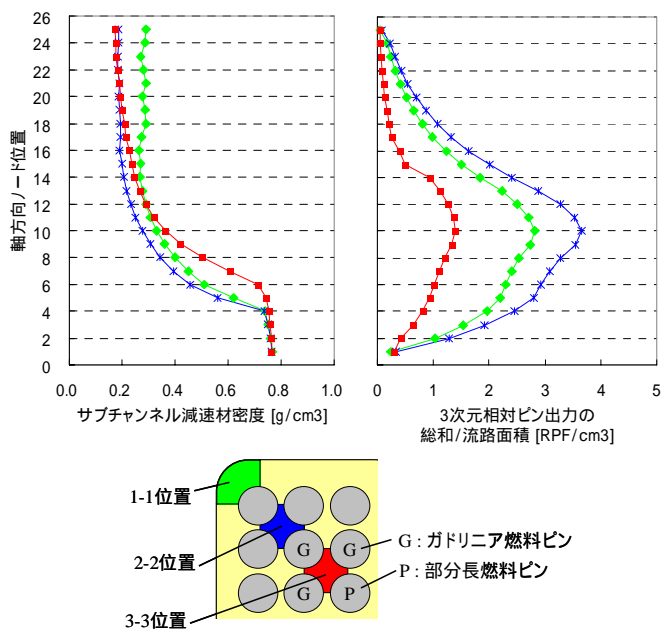 26
24
22
20
18
16
14
12
10
8
6
4
2
0
軸方向ノード位置
0.0 0.2 0.4 0.6 0.8 1.0
サブチャンネル減速材密度 [g/cm3]
0 1 2 3 4 5
3次元相対ピン出力の
総和/流路面積 [RPF/cm3]
1-1位置
2-2位置
3-3位置
G G
G P
G : ガドリニア燃料ピン
P : 部分長燃料ピン